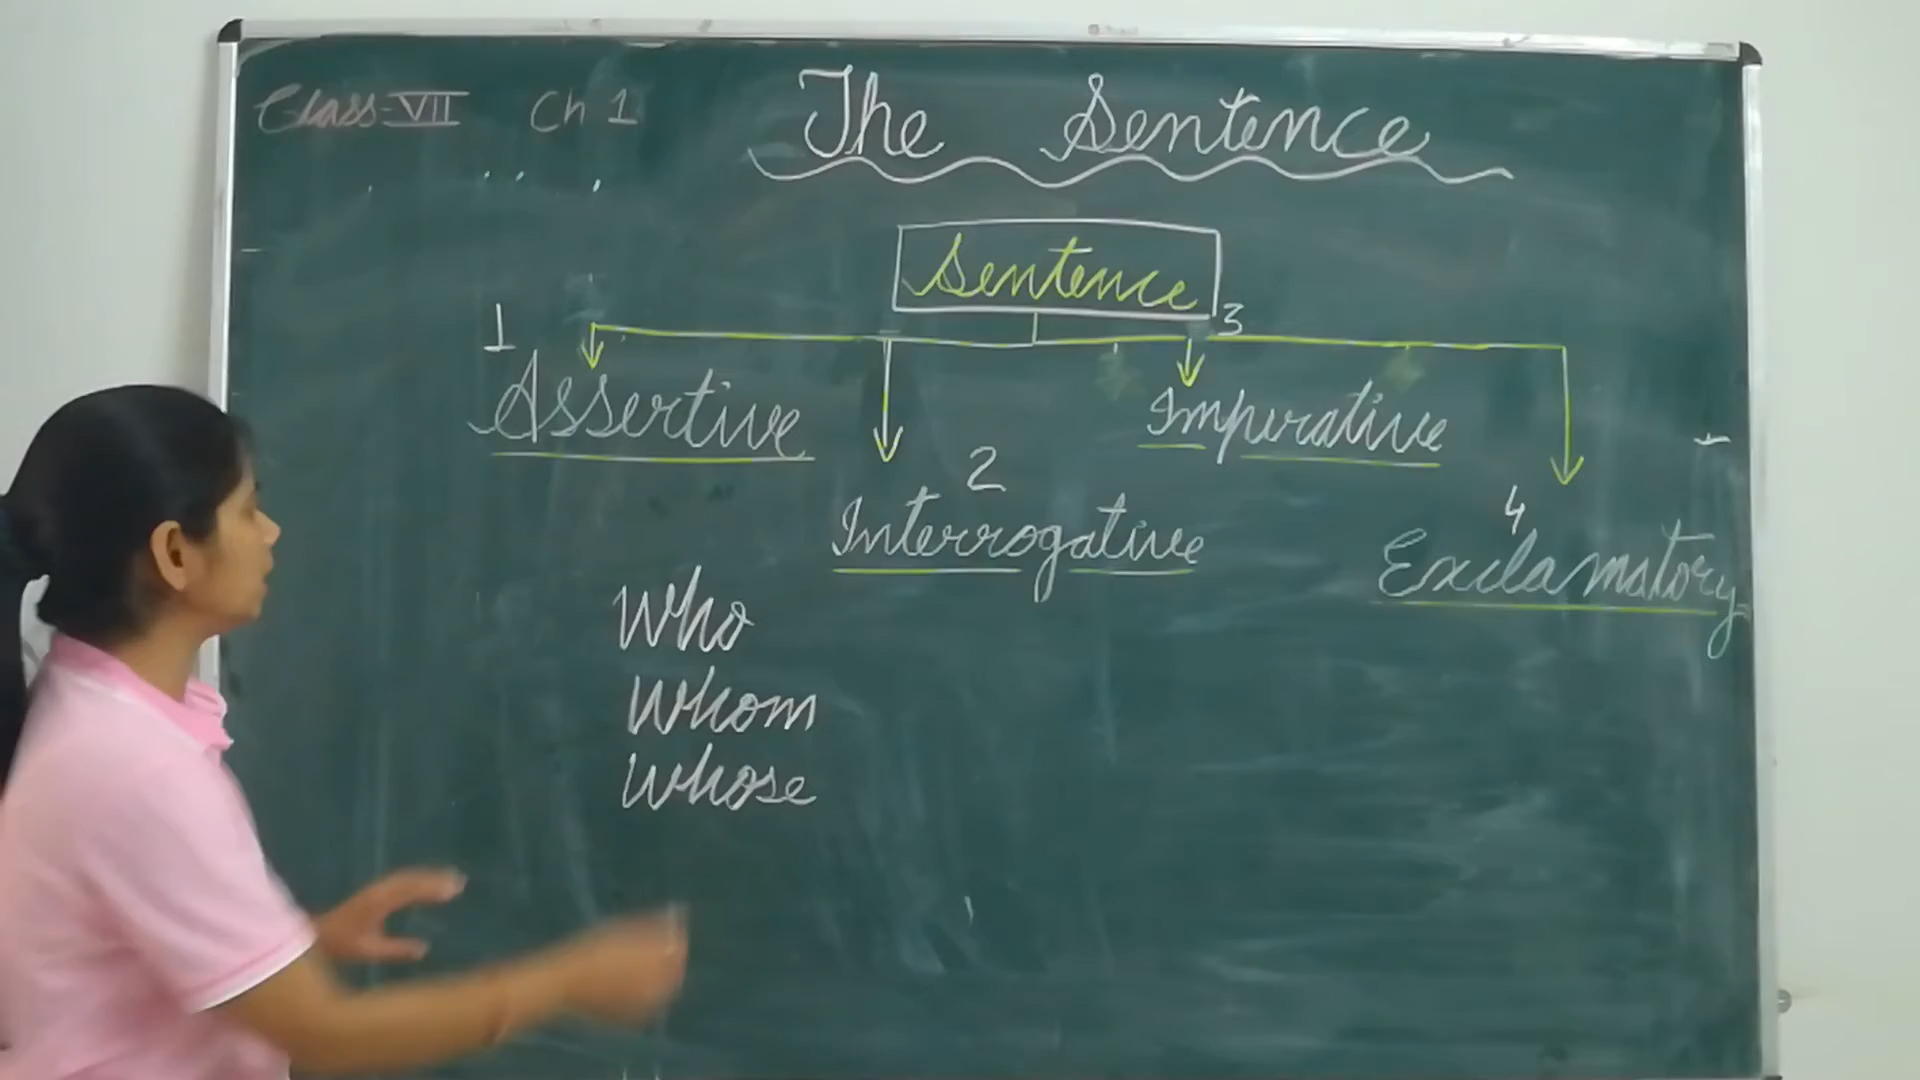 Class-VII Ch 1
The Sentence
Sentence
1
Assertive
2
Interrogative
3
Imperative
4
Exclamatory
Who
Whom
Whose